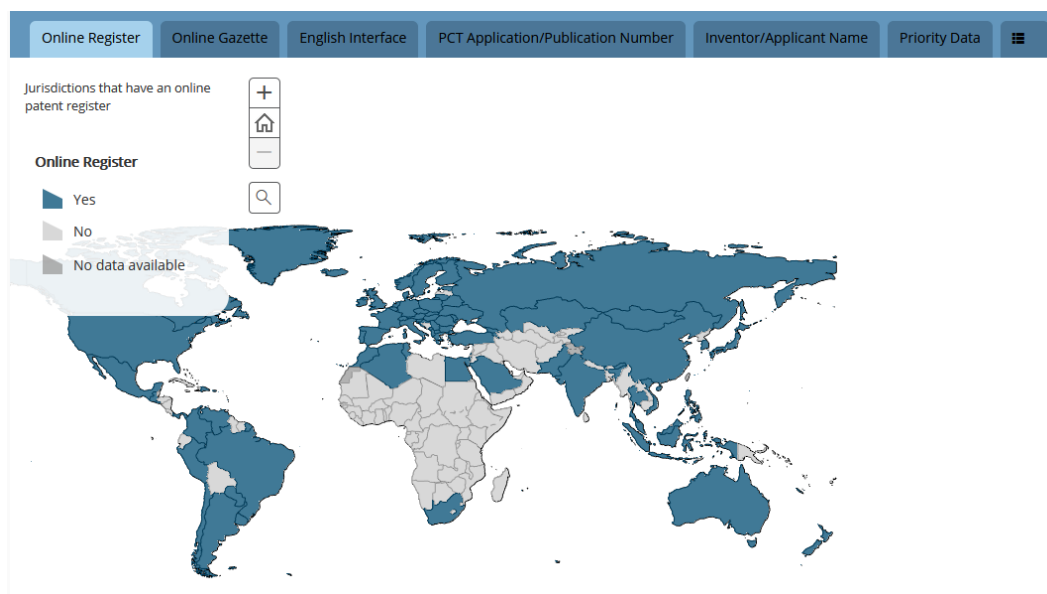 Online Register
Online Gazette
English Interface
PCT Application/Publication Number
Inventor/Applicant Name
Priority Data
Jurisdictions that have an online
patent register
Online Register
Yes
No
No data available